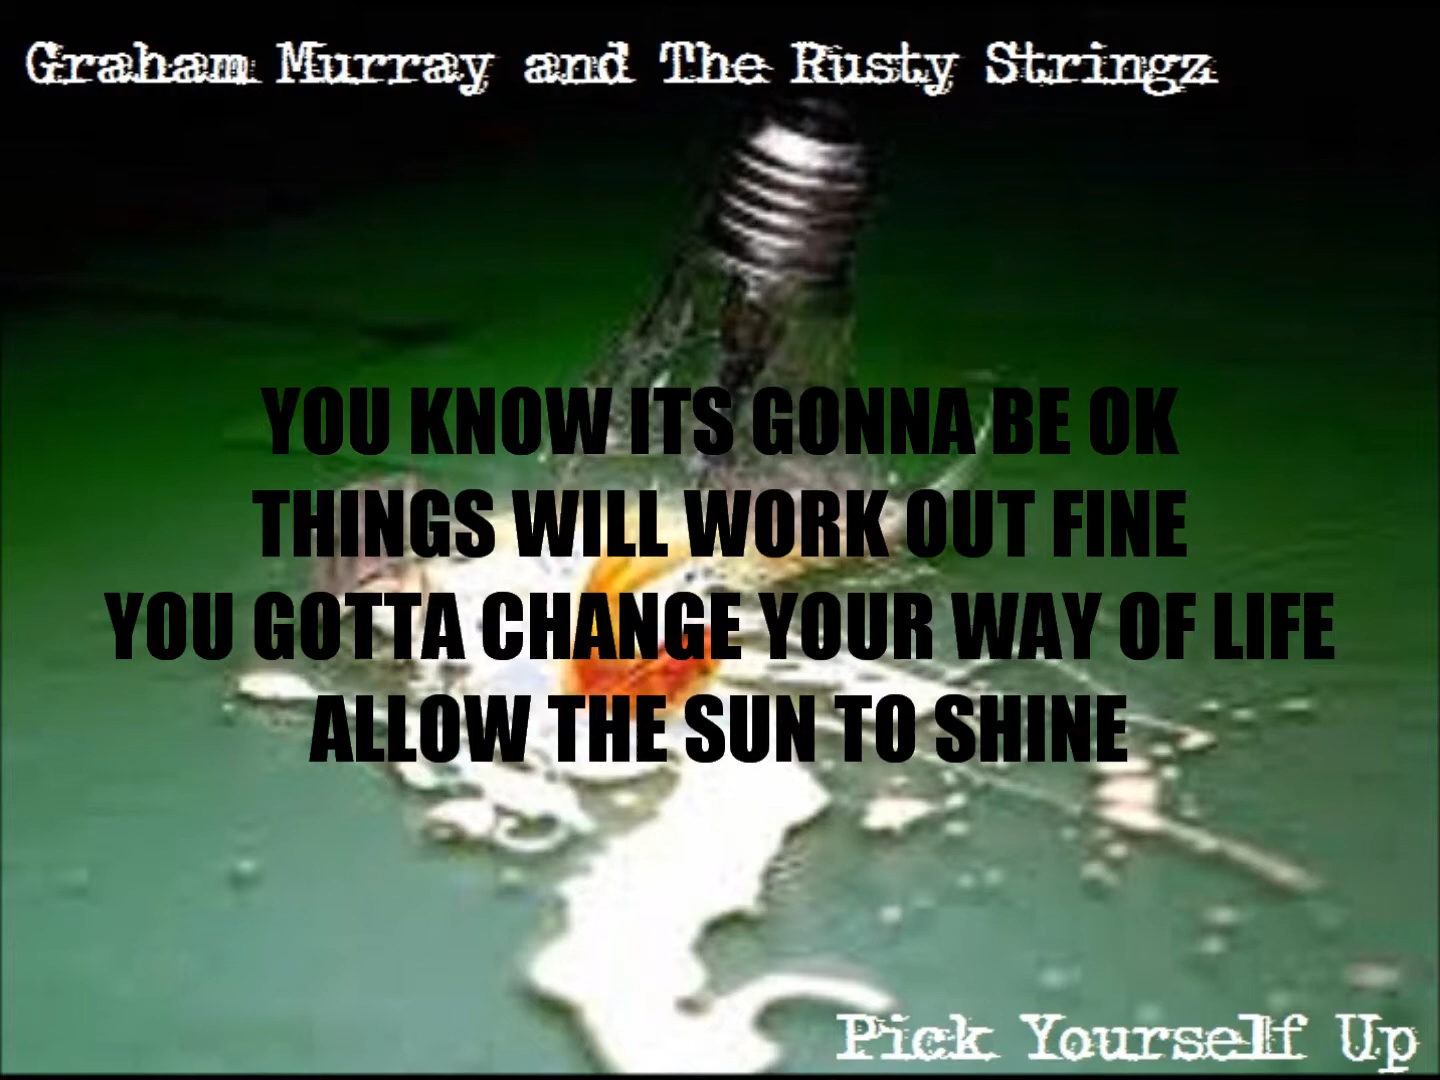 Graham Murray and The Rusty Stringz
YOU KNOW ITS GONNA BE OK
THINGS WILL WORK OUT FINE
YOU GOTTA CHANGE YOUR WAY OF LIFE
ALLOW THE SUN TO SHINE
Pick Yourself Up